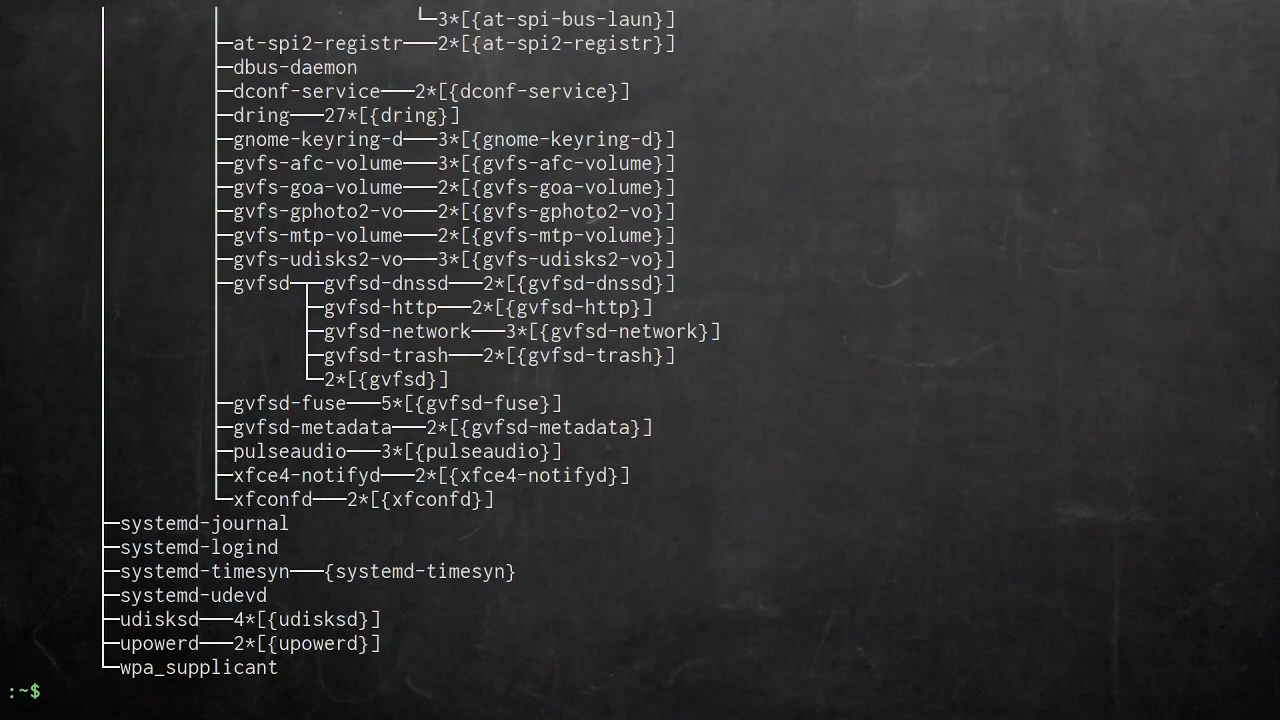 └─3*[{at-spi-bus-laun}]
├─at-spi2-registr───2*[{at-spi2-registr}]
├─dbus-daemon
├─dconf-service───2*[{dconf-service}]
├─dring───27*[{dring}]
├─gnome-keyring-d───3*[{gnome-keyring-d}]
├─gvfs-afc-volume───3*[{gvfs-afc-volume}]
├─gvfs-goa-volume───2*[{gvfs-goa-volume}]
├─gvfs-gphoto2-vo───2*[{gvfs-gphoto2-vo}]
├─gvfs-mtp-volume───2*[{gvfs-mtp-volume}]
├─gvfs-udisks2-vo───3*[{gvfs-udisks2-vo}]
├─gvfsd─┬─gvfsd-dnssd───2*[{gvfsd-dnssd}]
├─gvfsd-http───2*[{gvfsd-http}]
├─gvfsd-network───3*[{gvfsd-network}]
├─gvfsd-trash───2*[{gvfsd-trash}]
└─2*[{gvfsd}]
├─gvfsd-fuse───5*[{gvfsd-fuse}]
├─gvfsd-metadata───2*[{gvfsd-metadata}]
├─pulseaudio───3*[{pulseaudio}]
├─xfce4-notifyd───2*[{xfce4-notifyd}]
└─xfconfd───2*[{xfconfd}]
├─systemd-journal
├─systemd-logind
├─systemd-timesyn───{systemd-timesyn}
├─systemd-udevd
├─udisksd───4*[{udisksd}]
├─upowerd───2*[{upowerd}]
└─wpa_supplicant
:~$